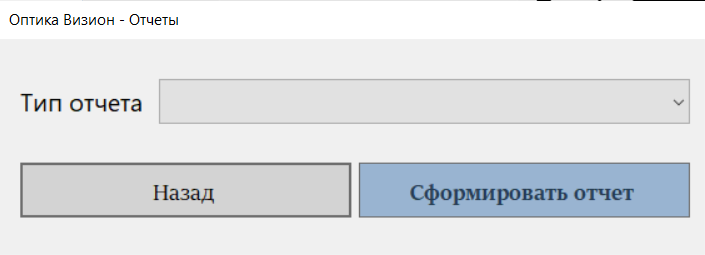 Оптика Визион - Отчеты
Тип отчета
Назад
Сформировать отчет